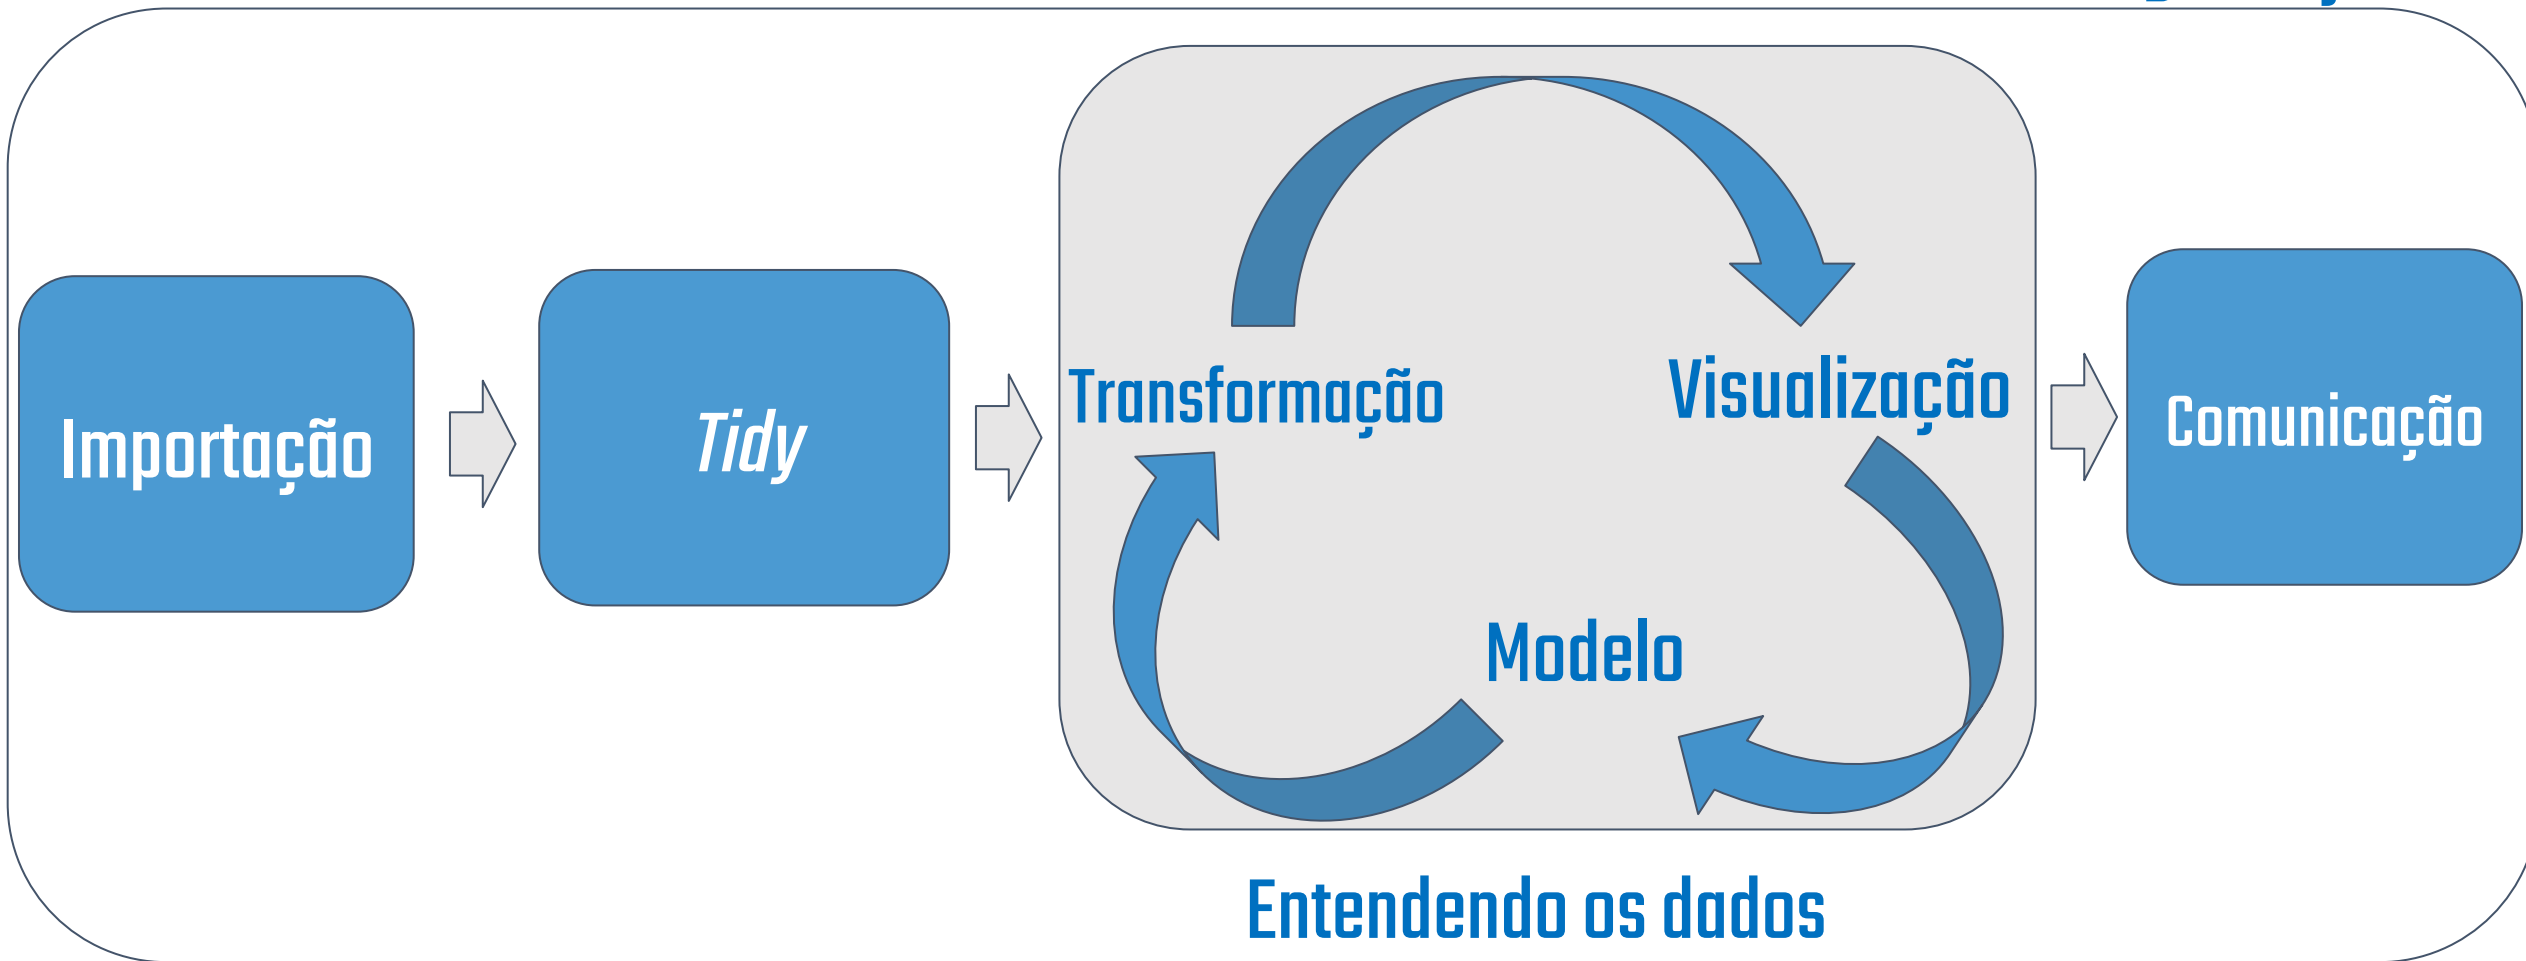 Importação
Tidy
Transformação
Visualização
Modelo
Comunicação
Entendendo os dados